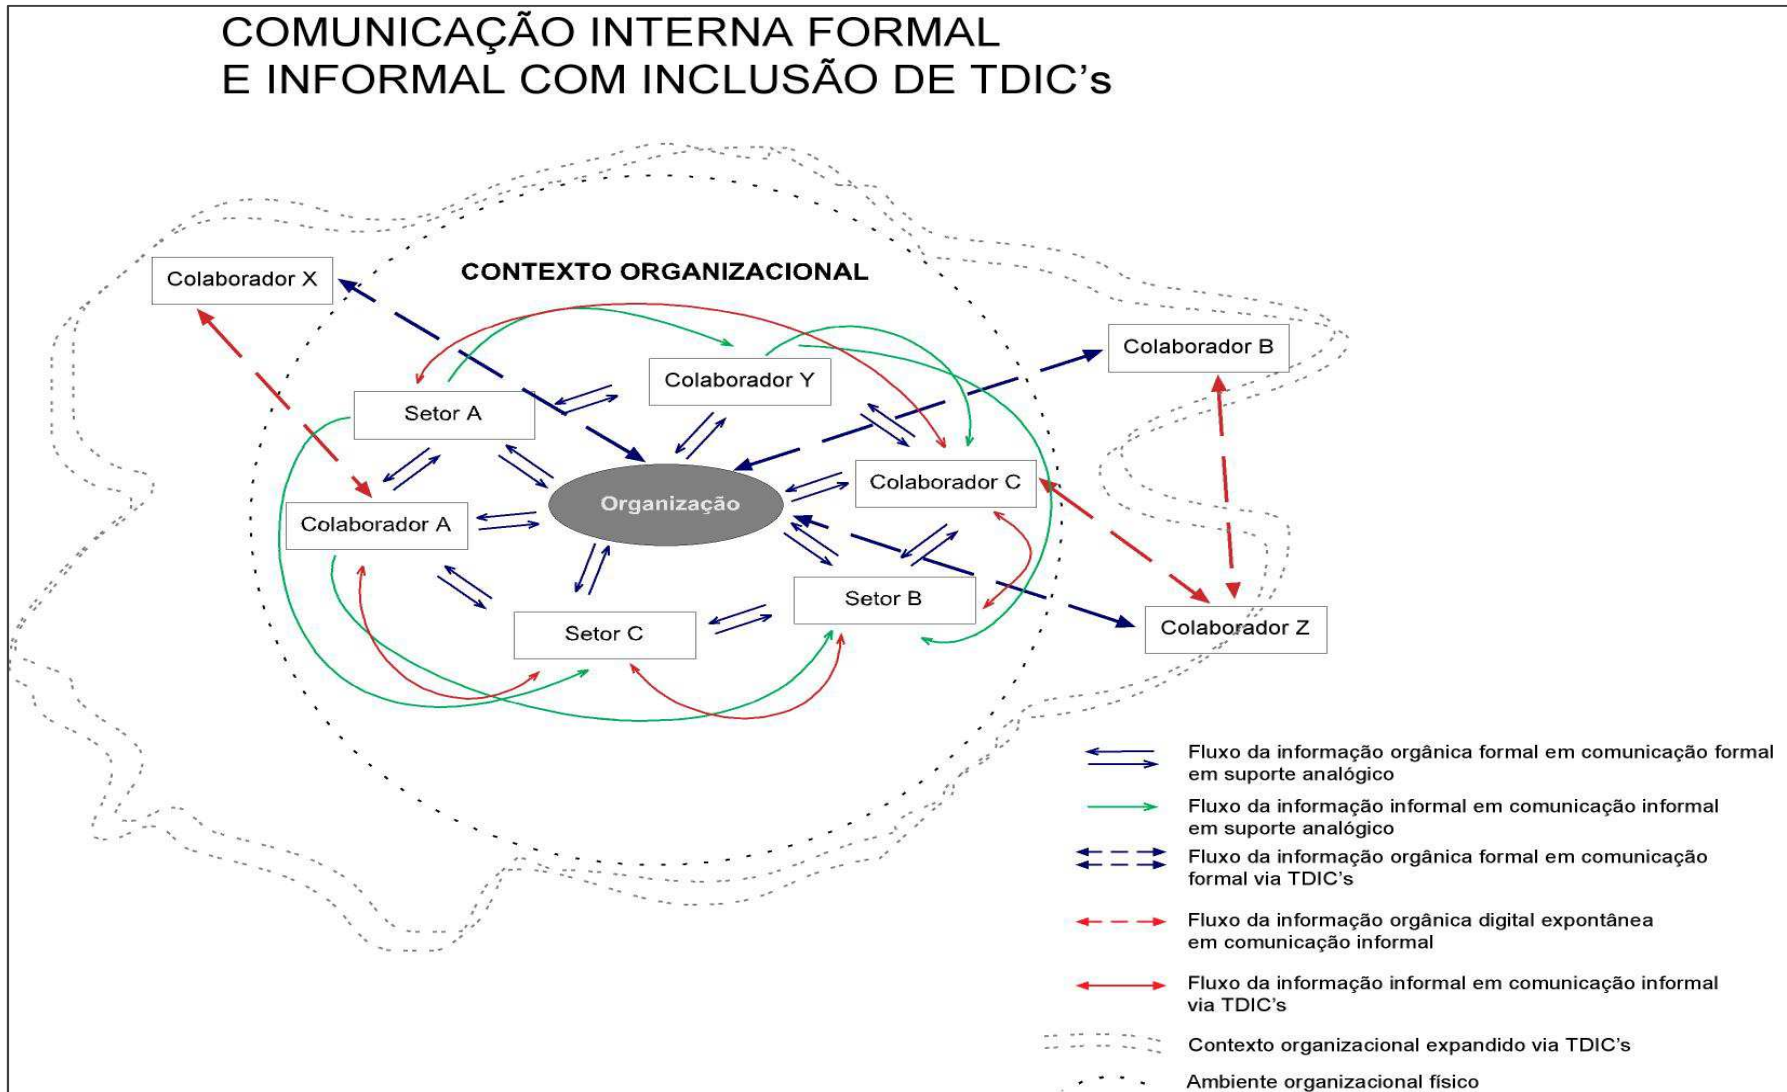 COMUNICAÇÃO INTERNA FORMAL
E INFORMAL COM INCLUSÃO DE TDIC's
Colaborador X
CONTEXTO ORGANIZACIONAL
Colaborador B
Colaborador Y
Setor A
Colaborador C
Organização
Colaborador A
Setor B
Setor C
Colaborador Z
Fluxo da informação orgânica formal em comunicação formal
em suporte analógico
Fluxo da informação informal em comunicação informal
em suporte analógico
Fluxo da informação orgânica formal em comunicação
formal via TDIC's
Fluxo da informação orgânica digital expontânea
em comunicação informal
Fluxo da informação informal em comunicação informal
via TDIC's
Contexto organizacional expandido via TDIC's
Ambiente organizacional físico